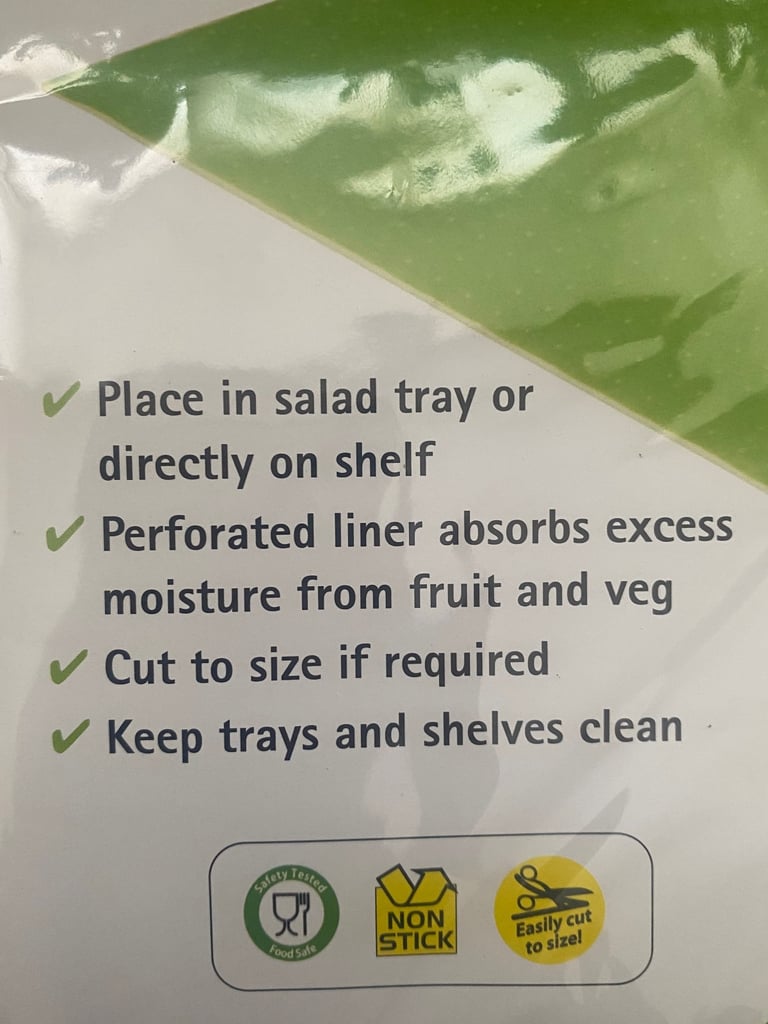 ✔ Place in salad tray or
directly on shelf
✔ Perforated liner absorbs excess
moisture from fruit and veg
✔ Cut to size if required
✔ Keep trays and shelves clean
Safety Tested
Food Safe
NON
STICK
Easily cut
to size!